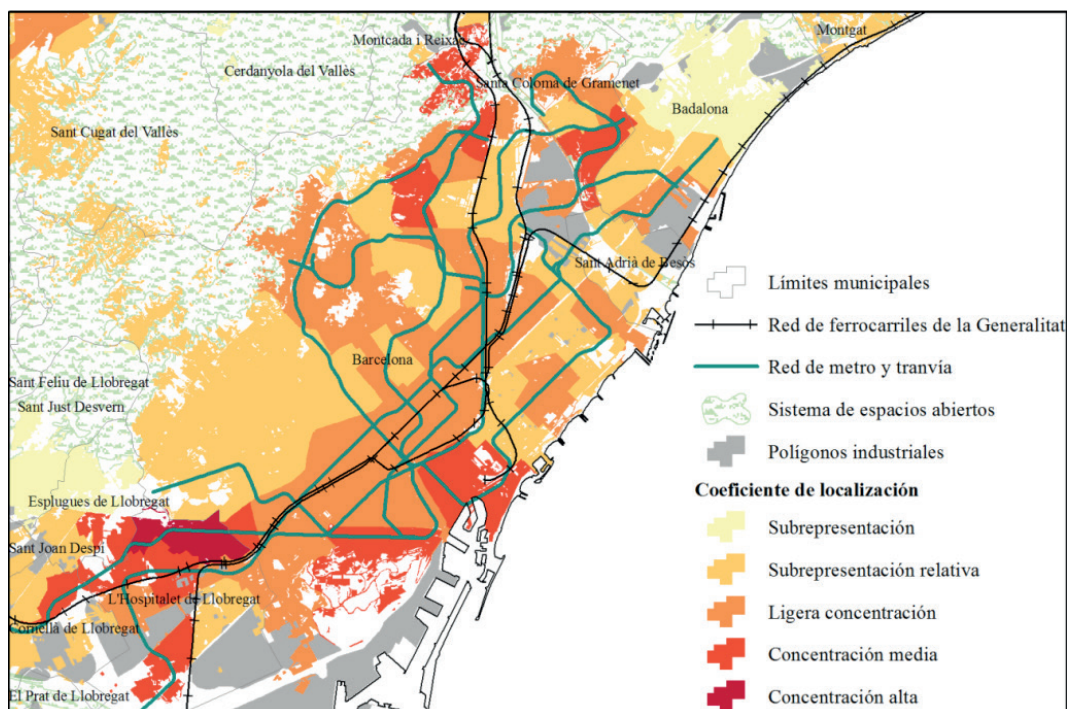 Montgat
Montcada i Reixac
Cerdanyola del Vallès
Santa Coloma de Gramenet
Badalona
Sant Cugat del Vallès
Sant Adrià de Besòs
Barcelona
Sant Feliu de Llobregat
Sant Just Desvern
Esplugues de Llobregat
Sant Joan Despí
L'Hospitalet de Llobregat
Cornellà de Llobregat
El Prat de Llobregat
Límites municipales
Red de ferrocarriles de la Generalitat
Red de metro y tranvía
Sistema de espacios abiertos
Polígonos industriales
Coeficiente de localización
Subrepresentación
Subrepresentación relativa
Ligera concentración
Concentración media
Concentración alta